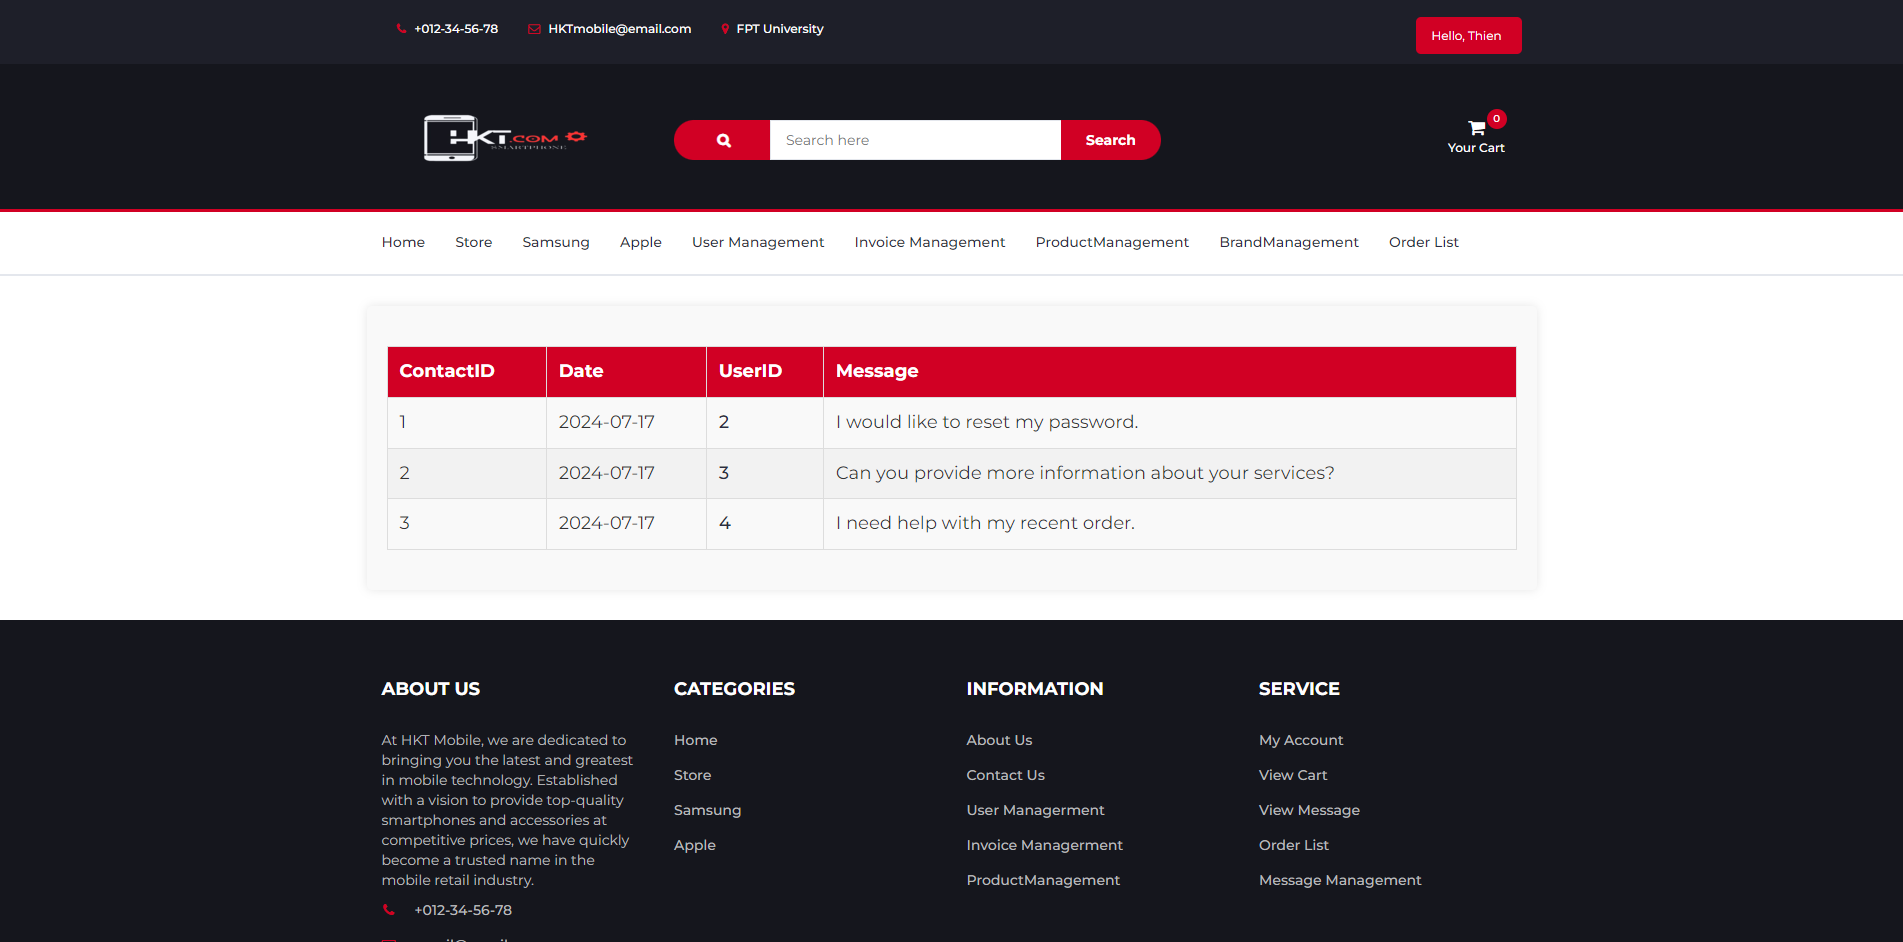 +012-34-56-78 HKTmobile@email.com FPT University Hello, Thien
HKT.COM
SMARTPHONE
Search here Search
0
Your Cart
Home Store Samsung Apple User Management Invoice Management ProductManagement BrandManagement Order List
ContactID Date UserID Message
1 2024-07-17 2 I would like to reset my password.
2 2024-07-17 3 Can you provide more information about your services?
3 2024-07-17 4 I need help with my recent order.
ABOUT US
At HKT Mobile, we are dedicated to
bringing you the latest and greatest
in mobile technology. Established
with a vision to provide top-quality
smartphones and accessories at
competitive prices, we have quickly
become a trusted name in the
mobile retail industry.
+012-34-56-78
CATEGORIES
Home
Store
Samsung
Apple
INFORMATION
About Us
Contact Us
User Managerment
Invoice Managerment
ProductManagement
SERVICE
My Account
View Cart
View Message
Order List
Message Management